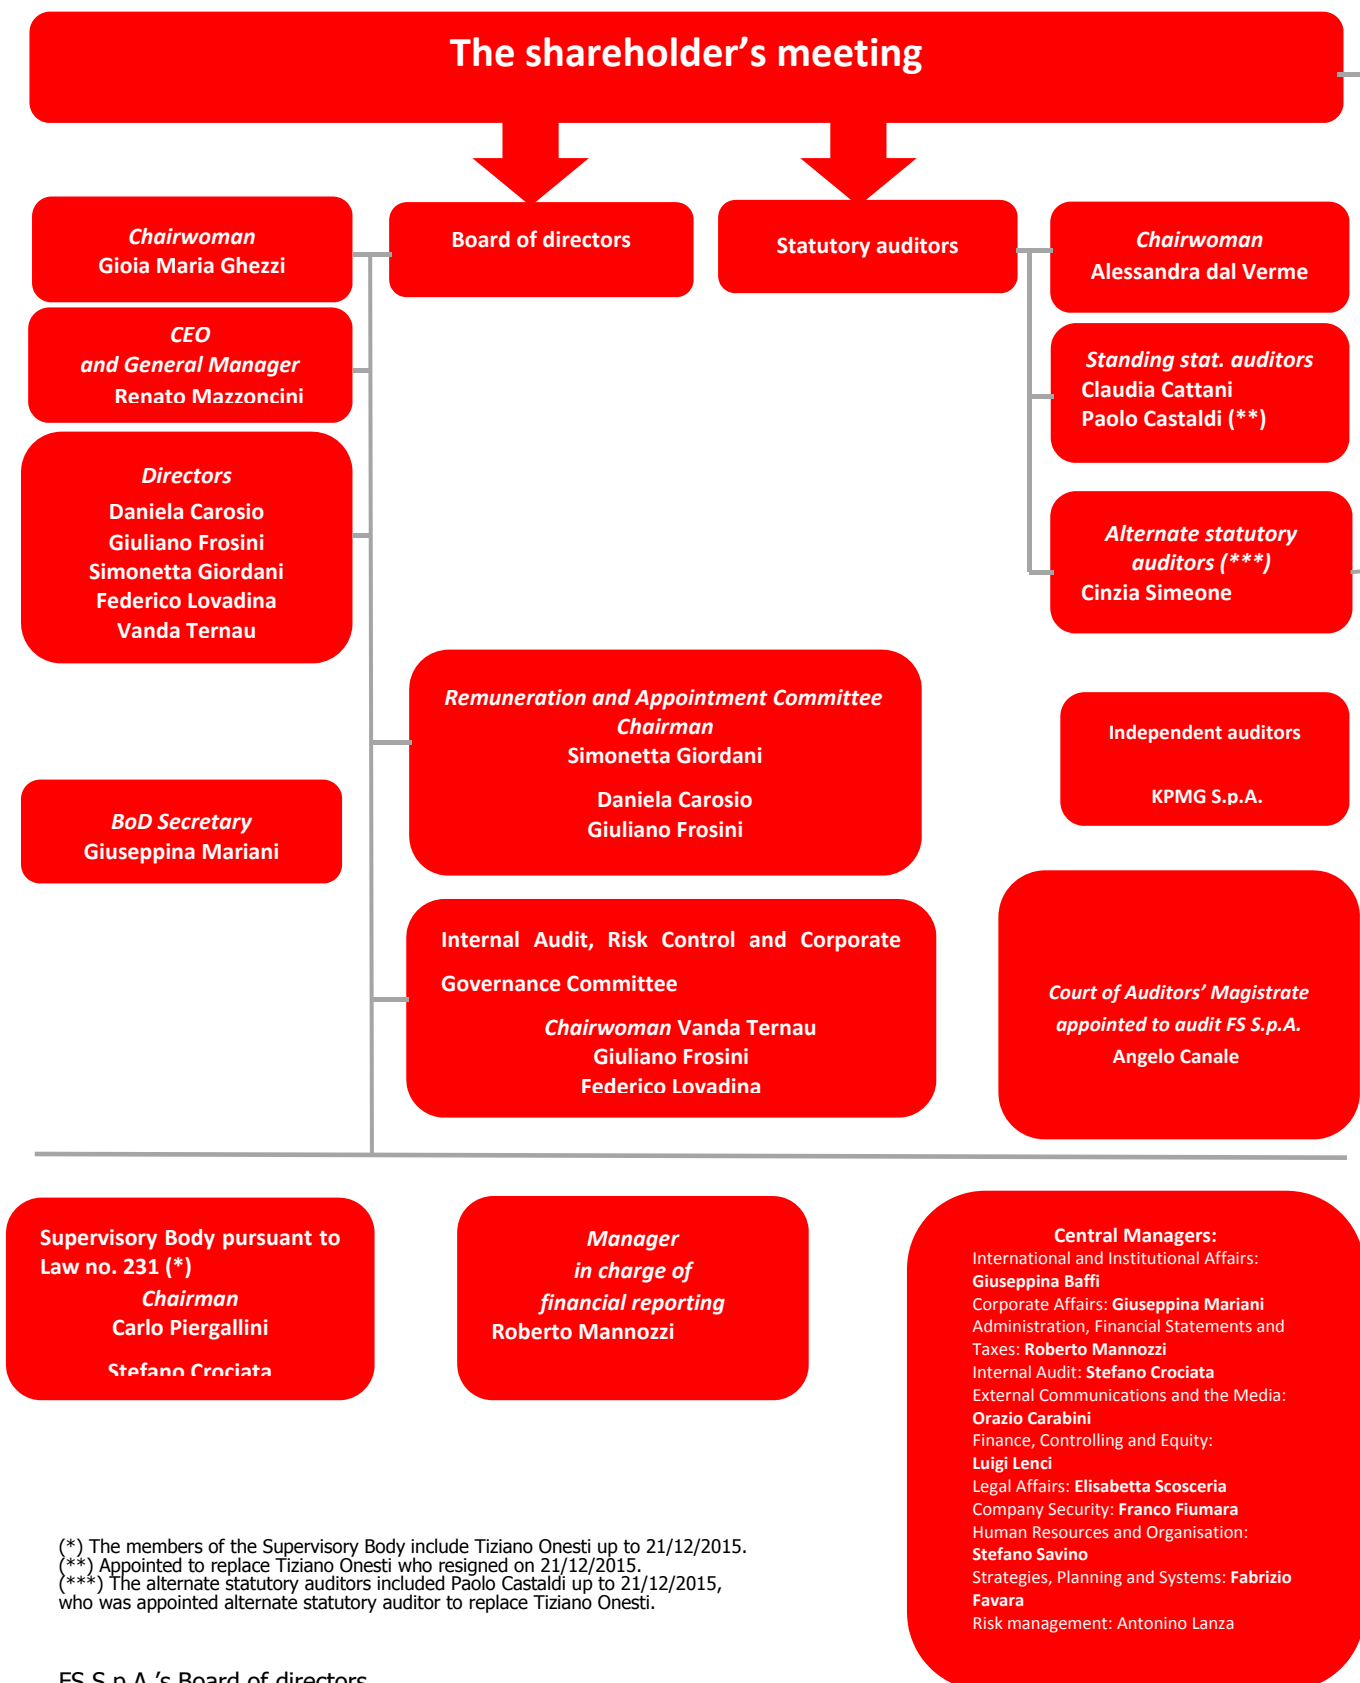 The shareholder’s meeting
Board of directors
Statutory auditors
Chairwoman
Gioia Maria Ghezzi
CEO
and General Manager
Renato Mazzoncini
Directors
Daniela Carosio
Giuliano Frosini
Simonetta Giordani
Federico Lovadina
Vanda Ternau
BoD Secretary
Giuseppina Mariani
Remuneration and Appointment Committee
Chairman
Simonetta Giordani
Daniela Carosio
Giuliano Frosini
Internal Audit, Risk Control and Corporate
Governance Committee
Chairwoman Vanda Ternau
Giuliano Frosini
Federico Lovadina
Chairwoman
Alessandra dal Verme
Standing stat. auditors
Claudia Cattani
Paolo Castaldi (**)
Alternate statutory
auditors (***)
Cinzia Simeone
Independent auditors
KPMG S.p.A.
Court of Auditors’ Magistrate
appointed to audit FS S.p.A.
Angelo Canale
Supervisory Body pursuant to
Law no. 231 (*)
Chairman
Carlo Piergallini
Stefano Crociata
Manager
in charge of
financial reporting
Roberto Mannozzi
Central Managers:
International and Institutional Affairs:
Giuseppina Baffi
Corporate Affairs: Giuseppina Mariani
Administration, Financial Statements and
Taxes: Roberto Mannozzi
Internal Audit: Stefano Crociata
External Communications and the Media:
Orazio Carabini
Finance, Controlling and Equity:
Luigi Lenci
Legal Affairs: Elisabetta Scosceria
Company Security: Franco Fiumara
Human Resources and Organisation:
Stefano Savino
Strategies, Planning and Systems: Fabrizio
Favara
Risk management: Antonino Lanza
(*) The members of the Supervisory Body include Tiziano Onesti up to 21/12/2015.
(**) Appointed to replace Tiziano Onesti who resigned on 21/12/2015.
(***) The alternate statutory auditors included Paolo Castaldi up to 21/12/2015,
who was appointed alternate statutory auditor to replace Tiziano Onesti.
FS S.p.A.’s Board of directors